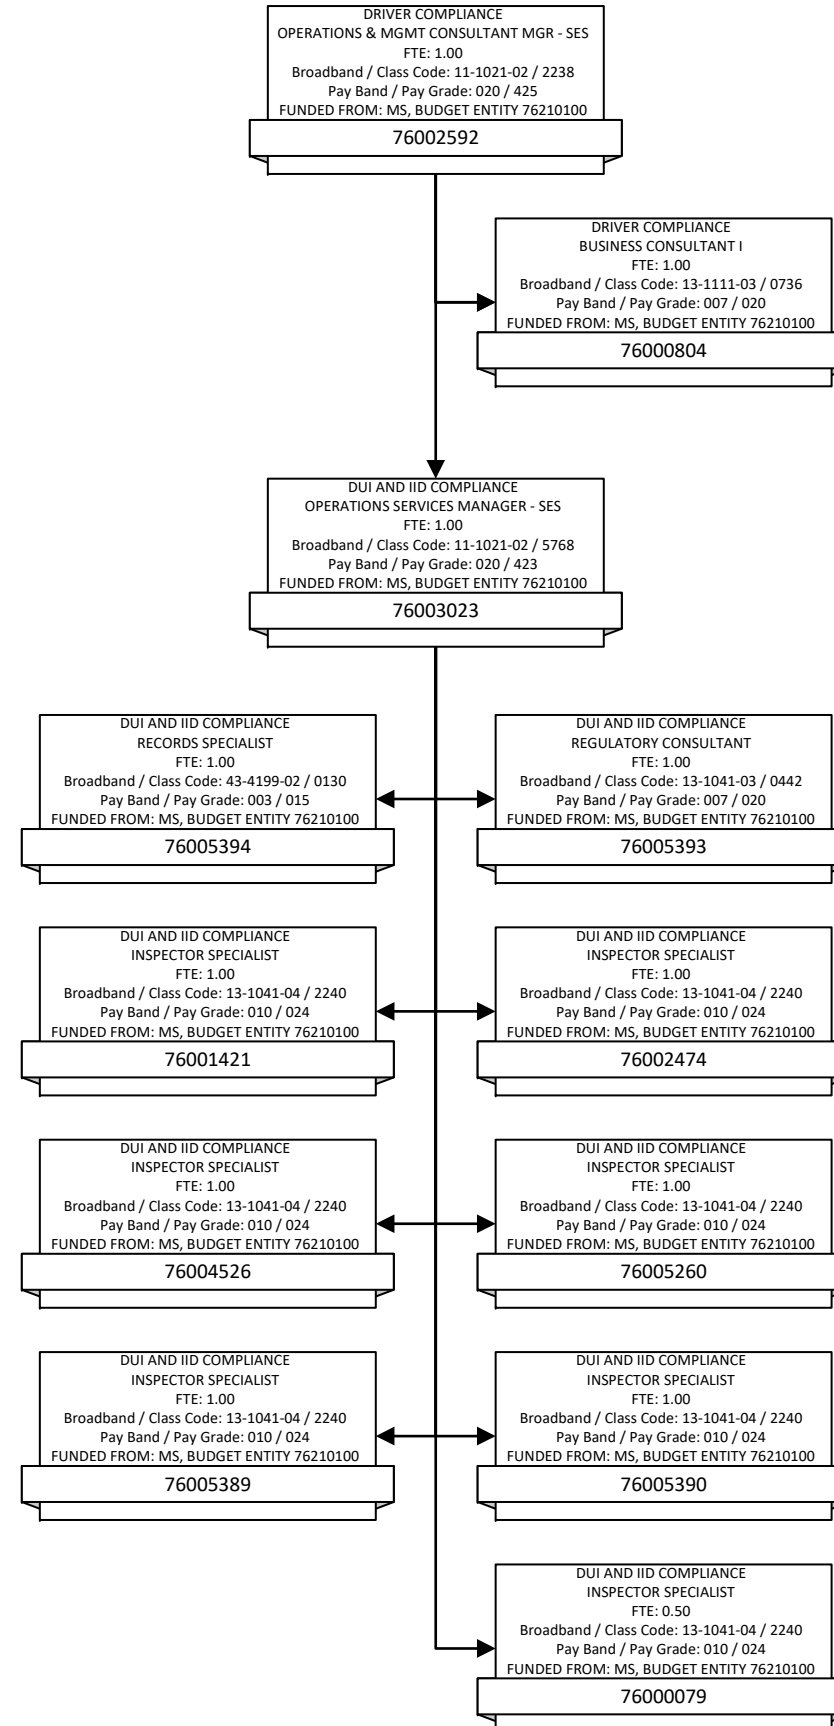 DRIVER COMPLIANCE
OPERATIONS & MGMT CONSULTANT MGR - SES
FTE: 1.00
Broadband / Class Code: 11-1021-02 / 2238
Pay Band / Pay Grade: 020 / 425
FUNDED FROM: MS, BUDGET ENTITY 76210100
76002592
DRIVER COMPLIANCE
BUSINESS CONSULTANT I
FTE: 1.00
Broadband / Class Code: 13-1111-03 / 0736
Pay Band / Pay Grade: 007 / 020
FUNDED FROM: MS, BUDGET ENTITY 76210100
76000804
DUI AND IID COMPLIANCE
OPERATIONS SERVICES MANAGER - SES
FTE: 1.00
Broadband / Class Code: 11-1021-02 / 5768
Pay Band / Pay Grade: 020 / 423
FUNDED FROM: MS, BUDGET ENTITY 76210100
76003023
DUI AND IID COMPLIANCE
RECORDS SPECIALIST
FTE: 1.00
Broadband / Class Code: 43-4199-02 / 0130
Pay Band / Pay Grade: 003 / 015
FUNDED FROM: MS, BUDGET ENTITY 76210100
76005394
DUI AND IID COMPLIANCE
REGULATORY CONSULTANT
FTE: 1.00
Broadband / Class Code: 13-1041-03 / 0442
Pay Band / Pay Grade: 007 / 020
FUNDED FROM: MS, BUDGET ENTITY 76210100
76005393
DUI AND IID COMPLIANCE
INSPECTOR SPECIALIST
FTE: 1.00
Broadband / Class Code: 13-1041-04 / 2240
Pay Band / Pay Grade: 010 / 024
FUNDED FROM: MS, BUDGET ENTITY 76210100
76001421
DUI AND IID COMPLIANCE
INSPECTOR SPECIALIST
FTE: 1.00
Broadband / Class Code: 13-1041-04 / 2240
Pay Band / Pay Grade: 010 / 024
FUNDED FROM: MS, BUDGET ENTITY 76210100
76002474
DUI AND IID COMPLIANCE
INSPECTOR SPECIALIST
FTE: 1.00
Broadband / Class Code: 13-1041-04 / 2240
Pay Band / Pay Grade: 010 / 024
FUNDED FROM: MS, BUDGET ENTITY 76210100
76004526
DUI AND IID COMPLIANCE
INSPECTOR SPECIALIST
FTE: 1.00
Broadband / Class Code: 13-1041-04 / 2240
Pay Band / Pay Grade: 010 / 024
FUNDED FROM: MS, BUDGET ENTITY 76210100
76005260
DUI AND IID COMPLIANCE
INSPECTOR SPECIALIST
FTE: 1.00
Broadband / Class Code: 13-1041-04 / 2240
Pay Band / Pay Grade: 010 / 024
FUNDED FROM: MS, BUDGET ENTITY 76210100
76005389
DUI AND IID COMPLIANCE
INSPECTOR SPECIALIST
FTE: 1.00
Broadband / Class Code: 13-1041-04 / 2240
Pay Band / Pay Grade: 010 / 024
FUNDED FROM: MS, BUDGET ENTITY 76210100
76005390
DUI AND IID COMPLIANCE
INSPECTOR SPECIALIST
FTE: 0.50
Broadband / Class Code: 13-1041-04 / 2240
Pay Band / Pay Grade: 010 / 024
FUNDED FROM: MS, BUDGET ENTITY 76210100
76000079